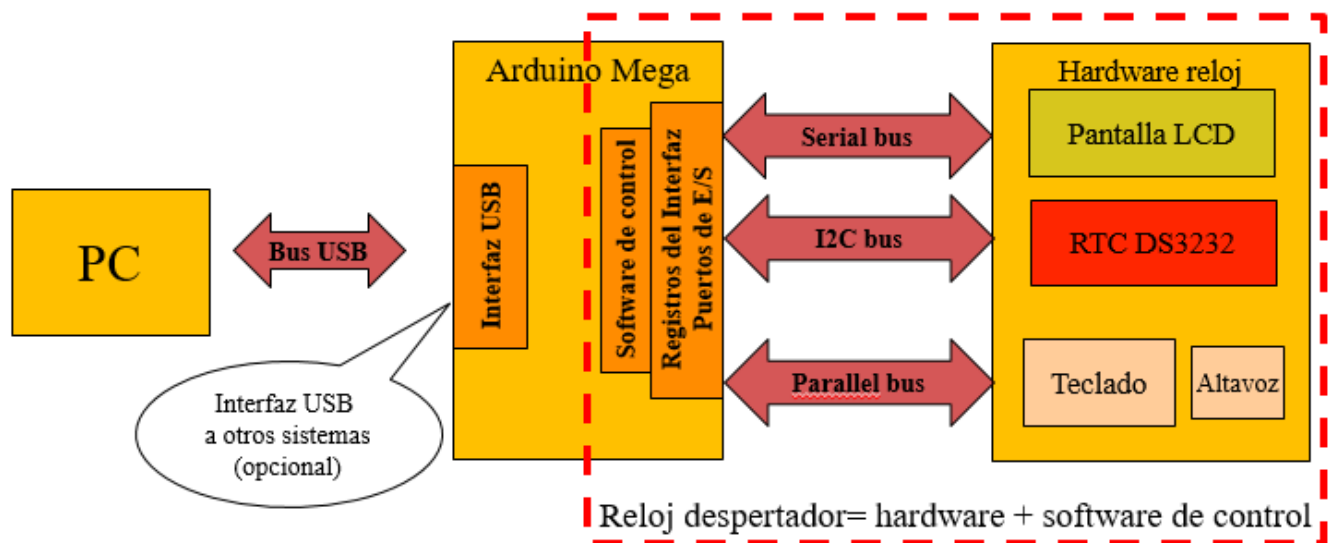 Arduino Mega
Hardware reloj
Pantalla LCD
Serial bus
Software de control
Registros del Interfaz
Puertos de E/S
Interfaz USB
PC
Bus USB
I2C bus
RTC DS3232
Parallel bus
Teclado
Altavoz
Interfaz USB
a otros sistemas
(opcional)
Reloj despertador= hardware + software de control